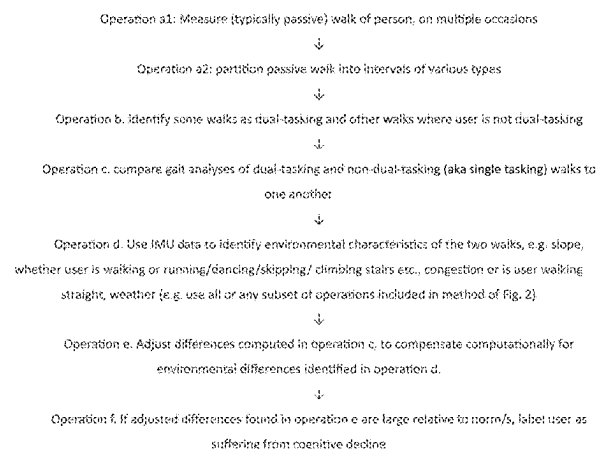 Operation a1: Measure (typically passive) walk of person, on multiple occasions
↓
Operation a2: partition passive walk into intervals of various types
↓
Operation b. Identify some walks as dual-tasking and other walks where user is not dual-tasking
↓
Operation c. compare gait analyses of dual-tasking and non-dual-tasking (aka single tasking) walks to
one another
↓
Operation d. Use IMU data to identify environmental characteristics of the two walks, e.g. slope,
whether user is walking or running/dancing/skipping/ climbing stairs etc., congestion or is user walking
straight, weather (e.g. use all or any subset of operations included in method of Fig. 2)
↓
Operation e. Adjust differences computed in operation c, to compensate computationally for
environmental differences identified in operation d.
↓
Operation f. If adjusted differences found in operation e are large relative to norm/s, label user as
suffering from cognitive decline